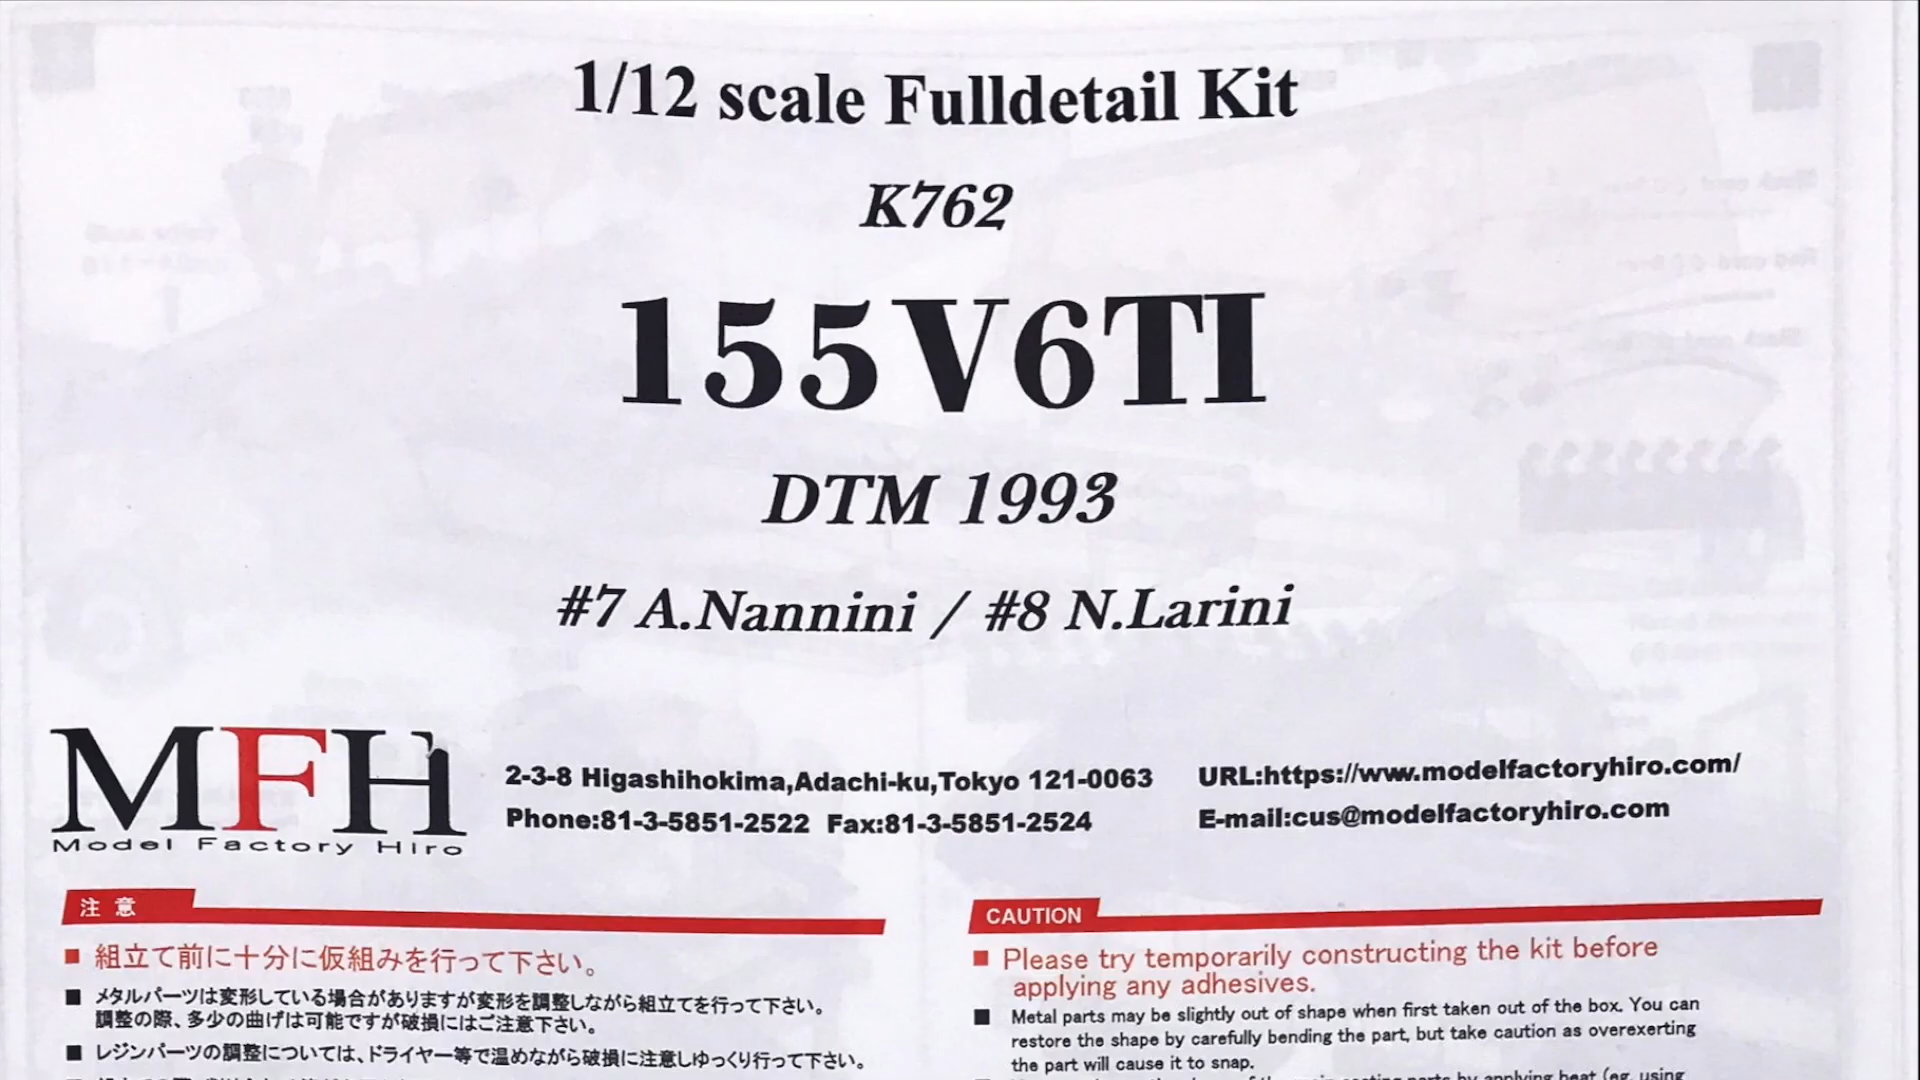 1/12 scale Fulldetail Kit
K762
155V6TI
DTM 1993
#7 A.Nannini / #8 N.Larini
MFH
Model Factory Hiro
2-3-8 Higashihokima,Adachi-ku,Tokyo 121-0063
Phone:81-3-5851-2522 Fax:81-3-5851-2524
URL:https://www.modelfactoryhiro.com/
E-mail:cus@modelfactoryhiro.com
注 意
■ 組立て前に十分に仮組みを行って下さい。
■ メタルパーツは変形している場合がありますが変形を調整しながら組立てを行って下さい。
調整の際、多少の曲げは可能ですが破損にはご注意下さい。
■ レジンパーツの調整については、ドライヤー等で温めながら破損に注意しゆっくり行って下さい。
CAUTION
■ Please try temporarily constructing the kit before
applying any adhesives.
■ Metal parts may be slightly out of shape when first taken out of the box. You can
restore the shape by carefully bending the part, but take caution as overexerting
the part will cause it to snap.
parts by applying heat (eg. using